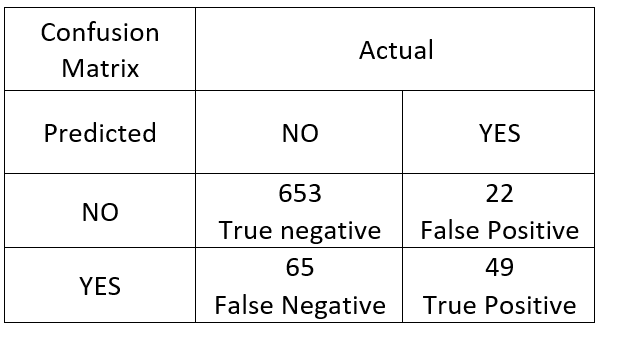 Confusion
Matrix
Actual
Predicted
NO
YES
NO
653
True negative
22
False Positive
YES
65
False Negative
49
True Positive